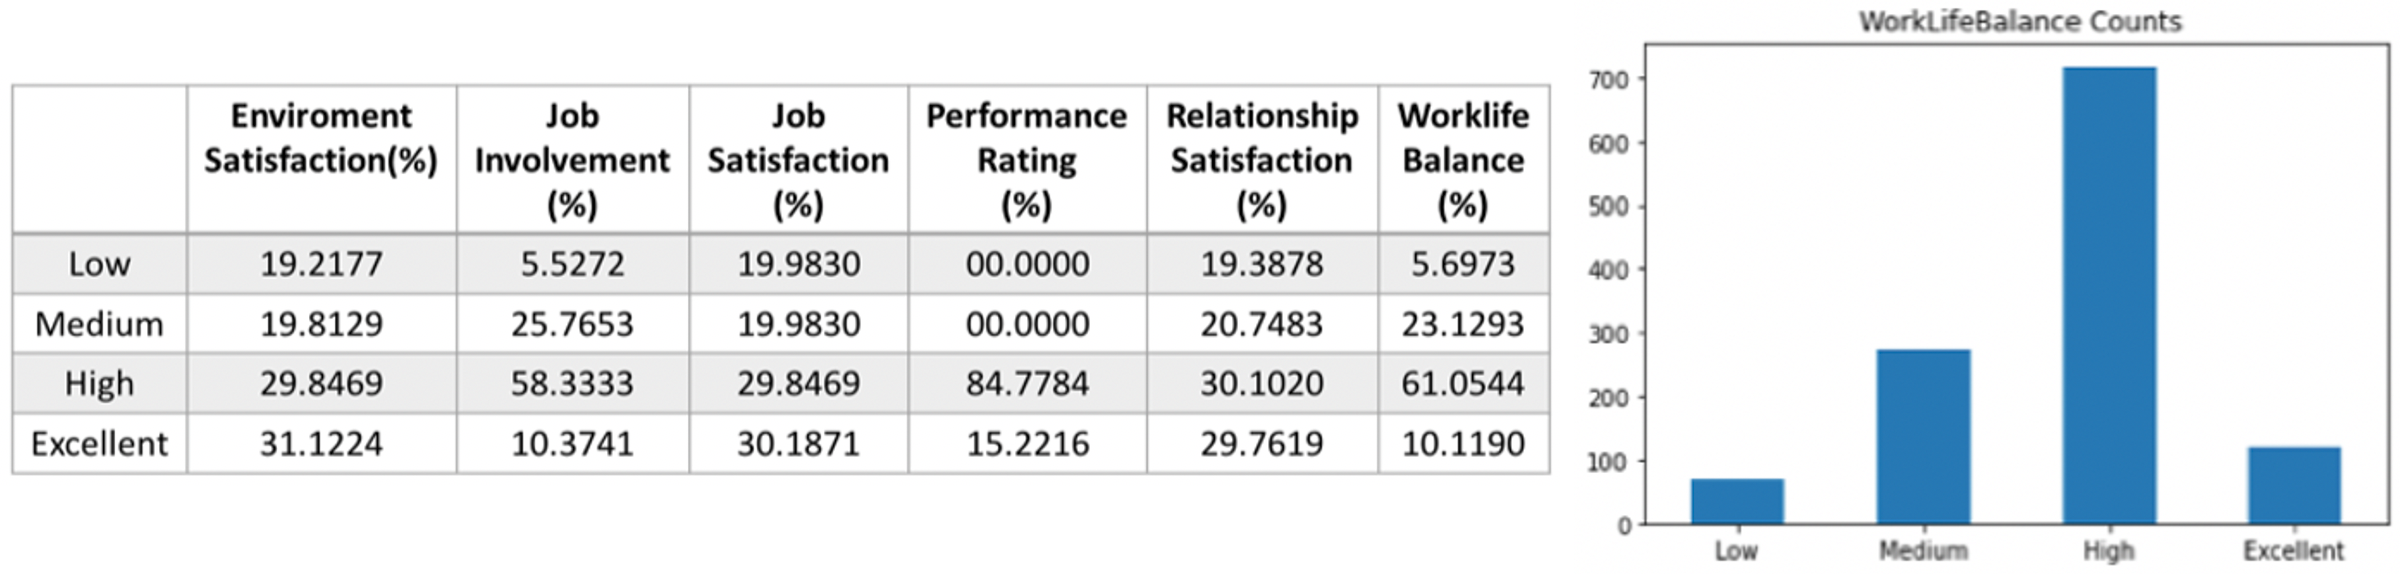 Enviroment Satisfaction(%) Job Involvement (%) Job Satisfaction (%) Performance Rating (%) Relationship Satisfaction (%) Worklife Balance (%)
Low 19.2177 5.5272 19.9830 00.0000 19.3878 5.6973
Medium 19.8129 25.7653 19.9830 00.0000 20.7483 23.1293
High 29.8469 58.3333 29.8469 84.7784 30.1020 61.0544
Excellent 31.1224 10.3741 30.1871 15.2216 29.7619 10.1190
WorkLifeBalance Counts
700
600
500
400
300
200
100
0
Low Medium High Excellent